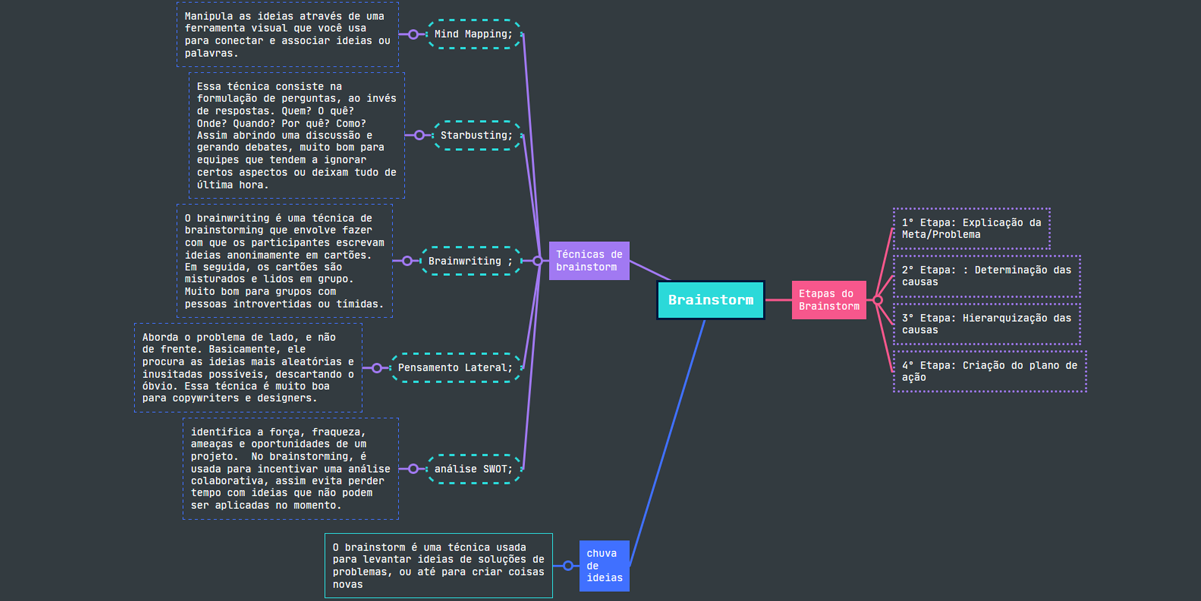 Manipula as ideias através de uma
ferramenta visual que você usa
para conectar e associar ideias ou
palavras.
Mind Mapping;
Essa técnica consiste na
formulação de perguntas, ao invés
de respostas. Quem? O quê?
Onde? Quando? Por quê? Como?
Assim abrindo uma discussão e
gerando debates, muito bom para
equipes que tendem a ignorar
certos aspectos ou deixam tudo de
última hora.
Starbusting;
O brainwriting é uma técnica de
brainstorming que envolve fazer
com que os participantes escrevam
ideias anonimamente em cartões.
Em seguida, os cartões são
misturados e lidos em grupo.
Muito bom para grupos com
pessoas introvertidas ou tímidas.
Brainwriting ;
Aborda o problema de lado, e não
de frente. Basicamente, ele
procura as ideias mais aleatórias e
inusitadas possíveis, descartando o
óbvio. Essa técnica é muito boa
para copywriters e designers.
Pensamento Lateral;
identifica a força, fraqueza,
ameaças e oportunidades de um
projeto.  No brainstorming, é
usada para incentivar uma análise
colaborativa, assim evita perder
tempo com ideias que não podem
ser aplicadas no momento.
análise SWOT;
Técnicas de
brainstorm
Brainstorm
Etapas do
Brainstorm
1° Etapa: Explicação da
Meta/Problema
2° Etapa: : Determinação das
causas
3° Etapa: Hierarquização das
causas
4° Etapa: Criação do plano de
ação
O brainstorm é uma técnica usada
para levantar ideias de soluções de
problemas, ou até para criar coisas
novas
chuva
de
ideias